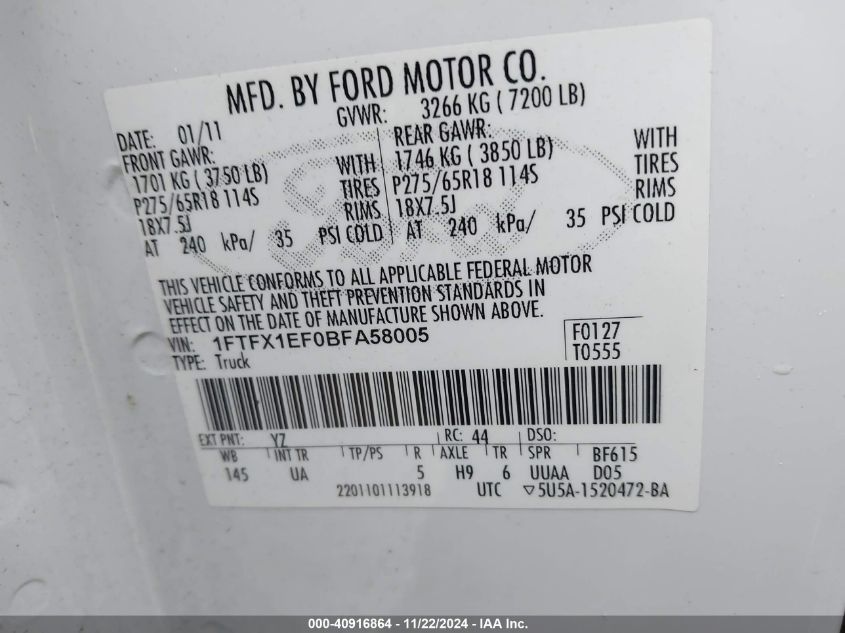 MFD. BY FORD MOTOR CO.
DATE: 01/11 GVWR: 3266 KG ( 7200 LB)
FRONT GAWR: REAR GAWR:
1701 KG ( 3750 LB) WITH 1746 KG ( 3850 LB) WITH
P275/65R18 114S TIRES P275/65R18 114S TIRES
18X7.5J RIMS 18X7.5J RIMS
AT 240 kPa/ 35 PSI COLD AT 240 kPa/ 35 PSI COLD
THIS VEHICLE CONFORMS TO ALL APPLICABLE FEDERAL MOTOR
VEHICLE SAFETY AND THEFT PREVENTION STANDARDS IN
EFFECT ON THE DATE OF MANUFACTURE SHOWN ABOVE.
VIN: 1FTFX1EF0BFA58005 F0127
TYPE: Truck T0555
EXT PNT: YZ RC: 44 DSO:
WB INT TR TP/PS R AXLE TR SPR BF615
145 UA 5 H9 6 UUAA D05
2201101113918 UTC ▽5U5A-1520472-BA
000-40916864 - 11/22/2024 - IAA Inc.